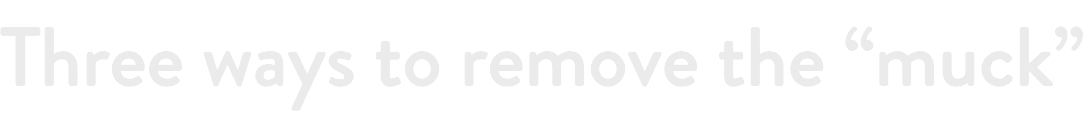 Three ways to remove the “muck”